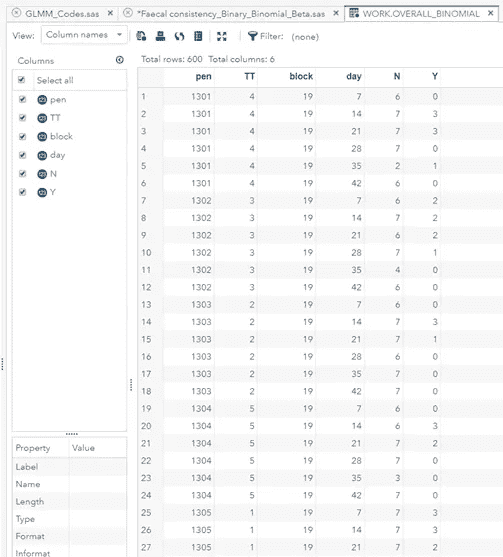 GLMM_Codes.sas × *Faecal consistency_Binary_Binomial_Beta.sas × WORK.OVERALL_BINOMIAL
View: Column names Filter: (none)
Columns Total rows: 600 Total columns: 6
Select all
pen
TT
block
day
N
Y
pen TT block day N Y
1 1301 4 19 7 6 0
2 1301 4 19 14 7 3
3 1301 4 19 21 7 3
4 1301 4 19 28 7 0
5 1301 4 19 35 2 1
6 1301 4 19 42 6 0
7 1302 3 19 7 6 2
8 1302 3 19 14 7 2
9 1302 3 19 21 6 2
10 1302 3 19 28 7 1
11 1302 3 19 35 4 0
12 1302 3 19 42 6 0
13 1303 2 19 7 6 0
14 1303 2 19 14 7 3
15 1303 2 19 21 7 1
16 1303 2 19 28 6 0
17 1303 2 19 35 7 0
18 1303 2 19 42 7 0
19 1304 5 19 7 6 0
20 1304 5 19 14 6 3
21 1304 5 19 21 7 2
22 1304 5 19 28 7 0
23 1304 5 19 35 3 0
24 1304 5 19 42 7 0
25 1305 1 19 7 7 3
26 1305 1 19 14 7 3
27 1305 1 19 21 7 2
Property Value
Label
Name
Length
Type
Format
Informat